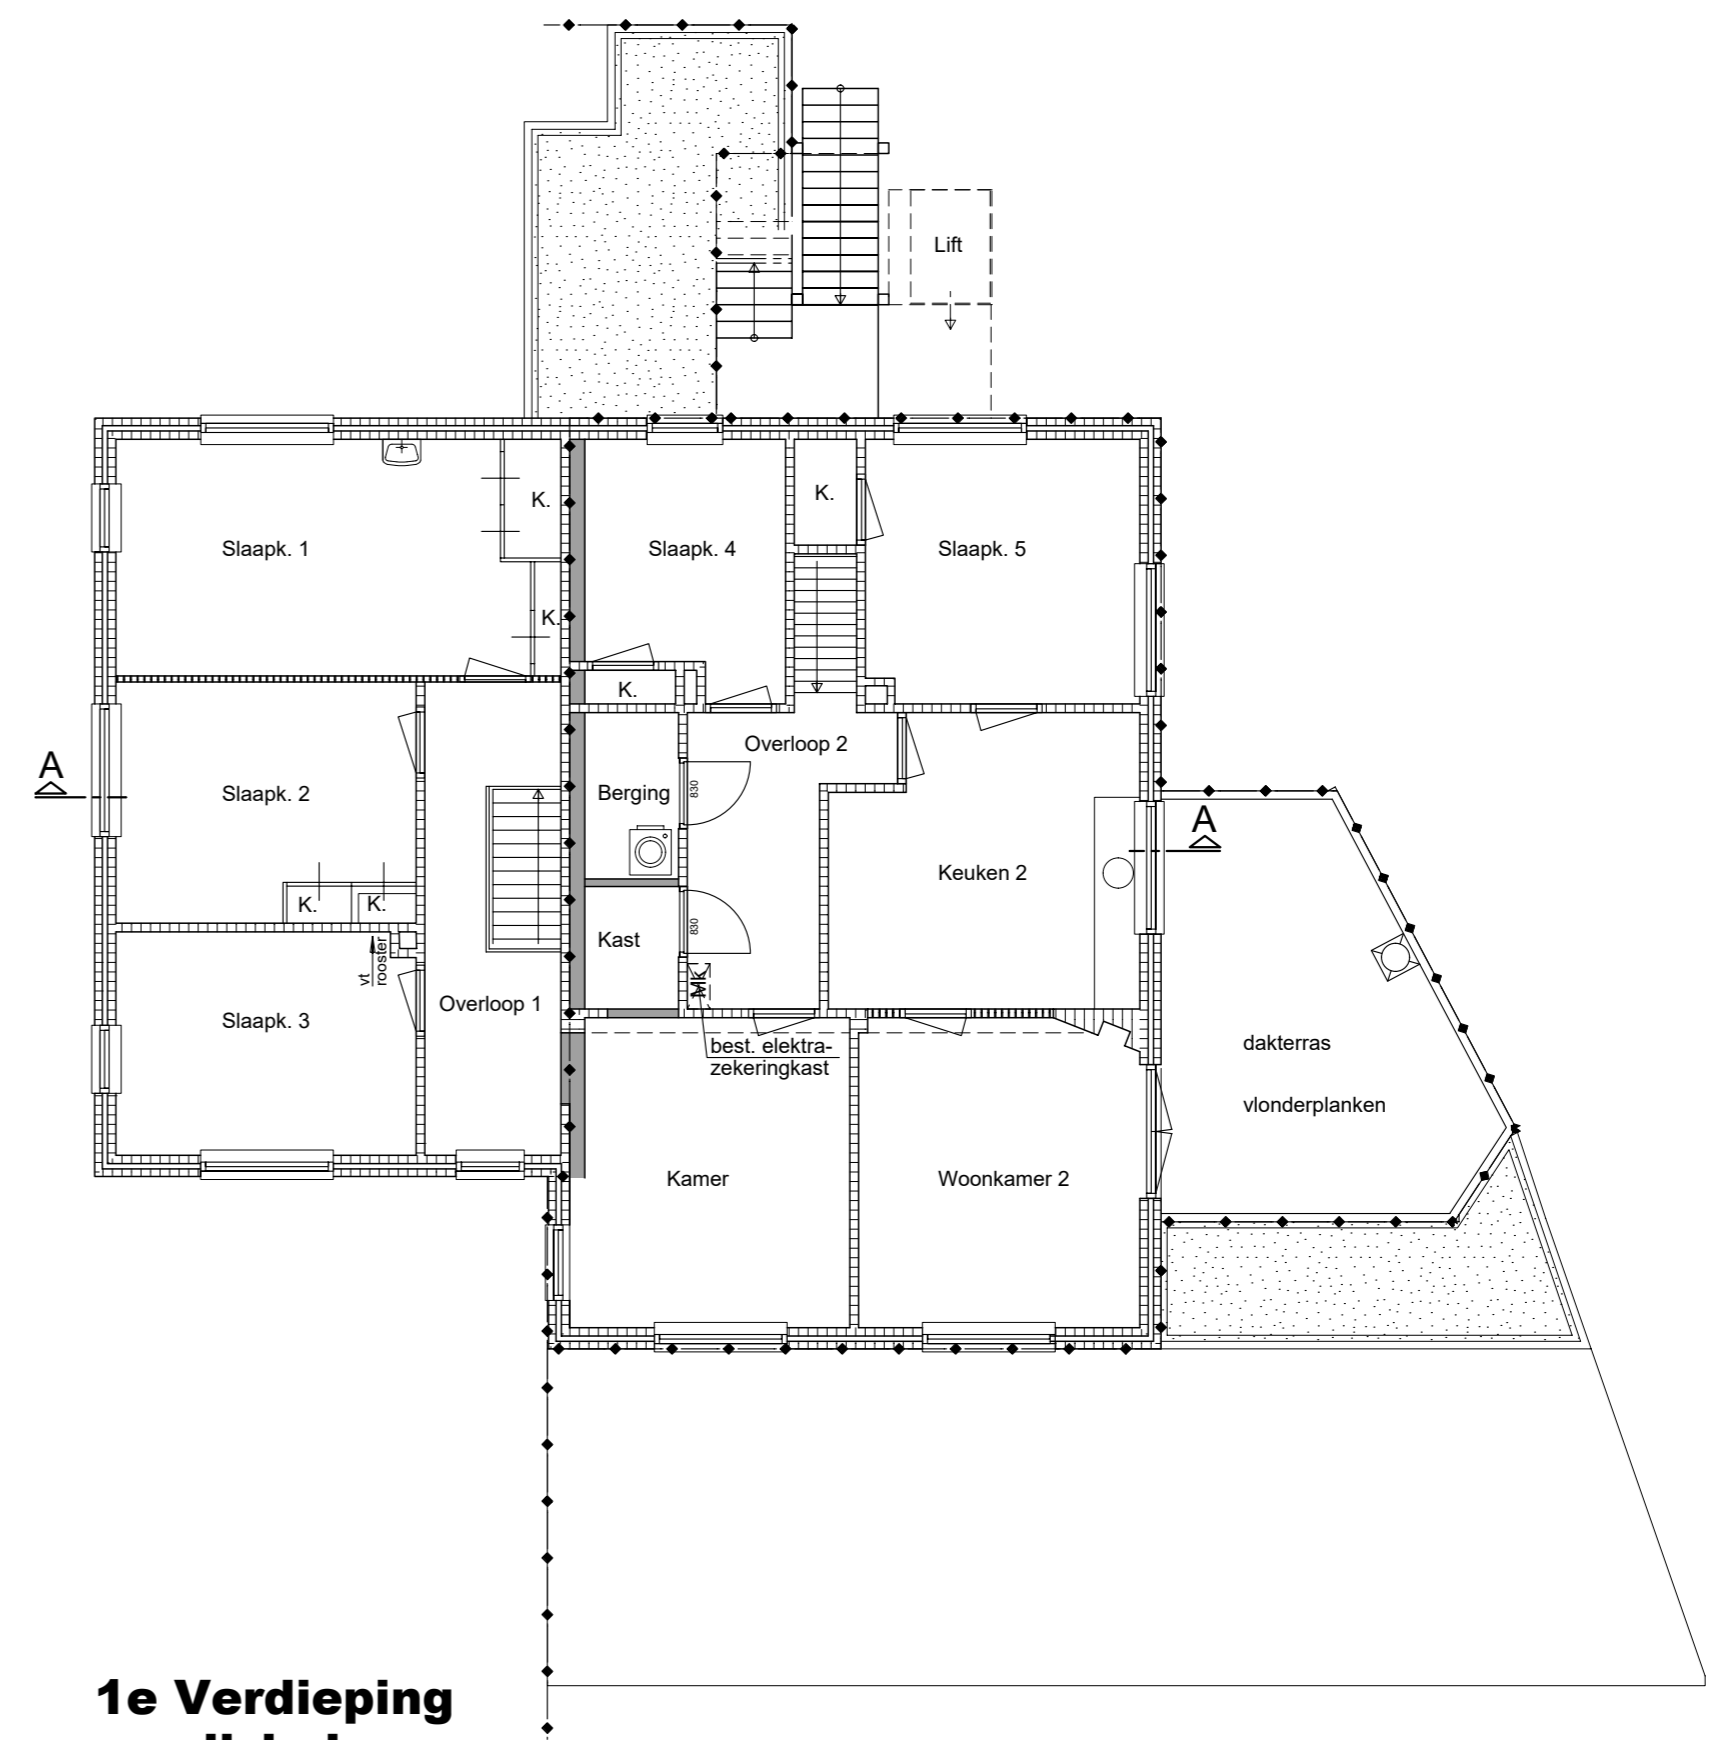 Lift
K.
K.
Slaapk. 1
Slaapk. 4
Slaapk. 5
K.
K.
Overloop 2
A
Slaapk. 2
Berging
830
A
Keuken 2
K.
K.
830
Kast
vt
rooster
MK
Overloop 1
Slaapk. 3
best. elektra-
zekeringkast
dakterras
vlonderplanken
Kamer
Woonkamer 2
1e Verdieping